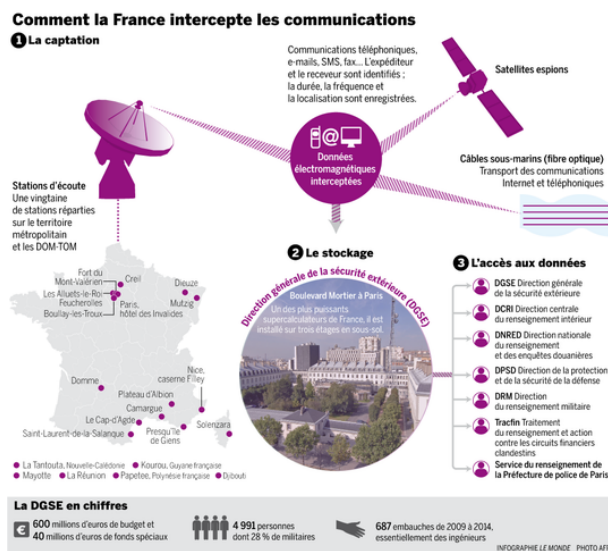 Comment la France intercepte les communications
1 La captation
Communications téléphoniques,
e-mails, SMS, fax... L'expéditeur
et le receveur sont identifiés ;
la durée, la fréquence et
la localisation sont enregistrées.
Satellites espions
@
Données
électromagnétiques
interceptées
Câbles sous-marins (fibre optique)
Transport des communications
Internet et téléphoniques
Stations d'écoute
Une vingtaine
de stations réparties
sur le territoire
métropolitain
et les DOM-TOM
Fort du
Mont-Valérien
Creil
Les Alluets-le-Roi
Feucherolles
Boullay-les-Troux
Paris,
hôtel des Invalides
Dieuze
Mutzig
Domme
Nice,
caserne Filley
Plateau d'Albion
Camargue
Le Cap-d'Agde
Saint-Laurent-de-la-Salanque
Presqu'île
de Giens
Solenzara
La Tantouta, Nouvelle-Calédonie
Kourou, Guyane française
Mayotte
La Réunion
Papetee, Polynésie française
Djibouti
2 Le stockage
Direction générale de la sécurité extérieure (DGSE)
Boulevard Mortier à Paris
Un des plus puissants
supercalculateurs de France, il est
installé sur trois étages en sous-sol.
3 L'accès aux données
DGSE Direction générale
de la sécurité extérieure
DCRI Direction centrale
du renseignement intérieur
DNRED Direction nationale
du renseignement
et des enquêtes douanières
DPSD Direction de la protection
et de la sécurité de la défense
DRM Direction
du renseignement militaire
Tracfin Traitement
du renseignement et action
contre les circuits financiers
clandestins
Service du renseignement de
la Préfecture de police de Paris
La DGSE en chiffres
€
600 millions d'euros de budget et
40 millions d'euros de fonds spéciaux
4 991 personnes
dont 28 % de militaires
687 embauches de 2009 à 2014,
essentiellement des ingénieurs
INFOGRAPHIE LE MONDE PHOTO AFP